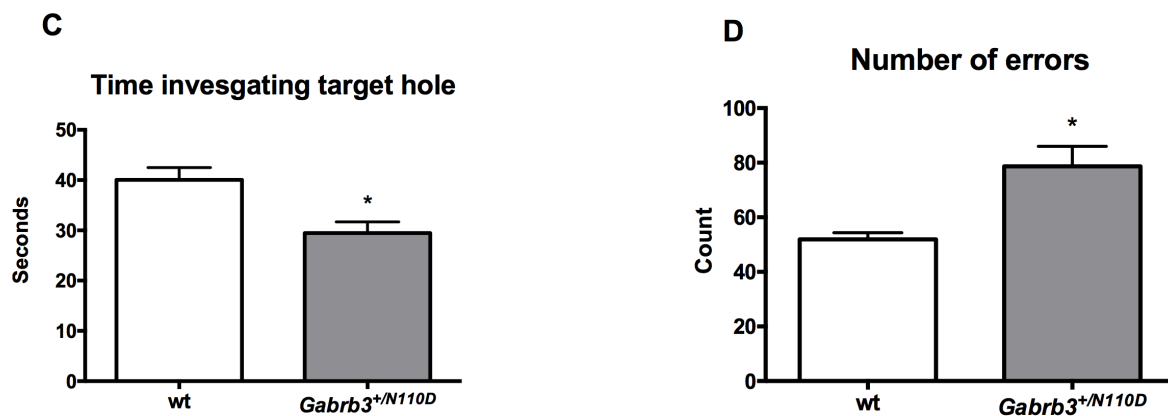 C
Time invesgating target hole
50
40
30
20
10
0
Seconds
*
wt
Gabrb3+/N110D
D
Number of errors
100
80
60
40
20
0
Count
*
wt
Gabrb3+/N110D